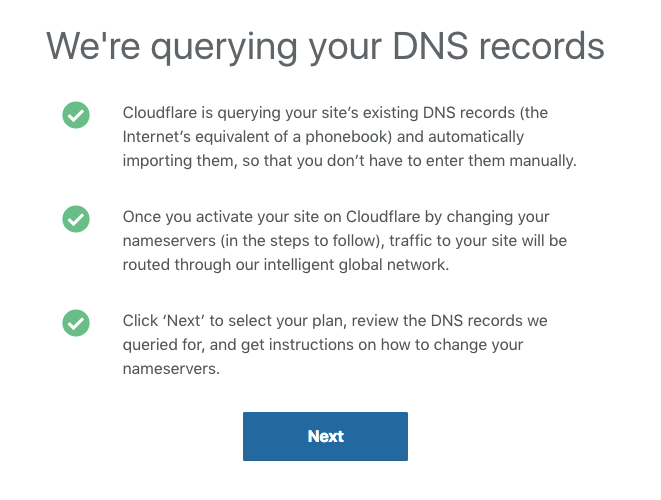 We're querying your DNS records
Cloudflare is querying your site’s existing DNS records (the
Internet’s equivalent of a phonebook) and automatically
importing them, so that you don’t have to enter them manually.
Once you activate your site on Cloudflare by changing your
nameservers (in the steps to follow), traffic to your site will be
routed through our intelligent global network.
Click ‘Next’ to select your plan, review the DNS records we
queried for, and get instructions on how to change your
nameservers.
Next